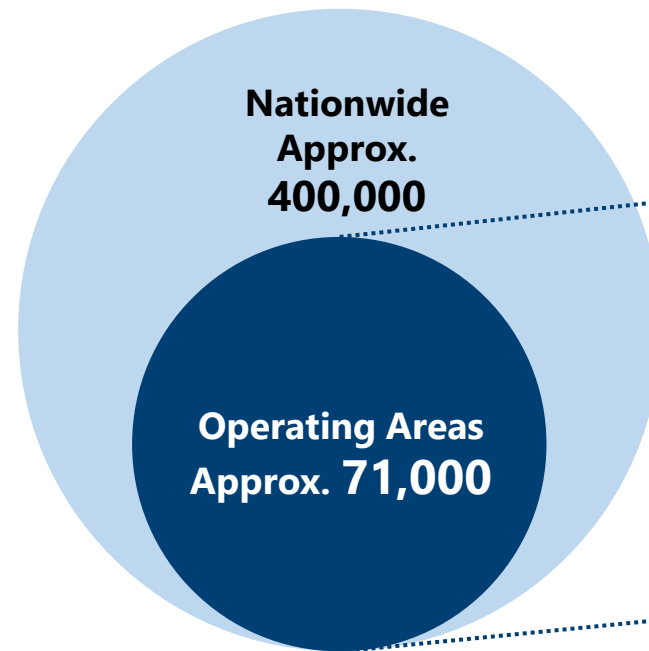 Nationwide
Approx.
400,000
Operating Areas
Approx. 71,000